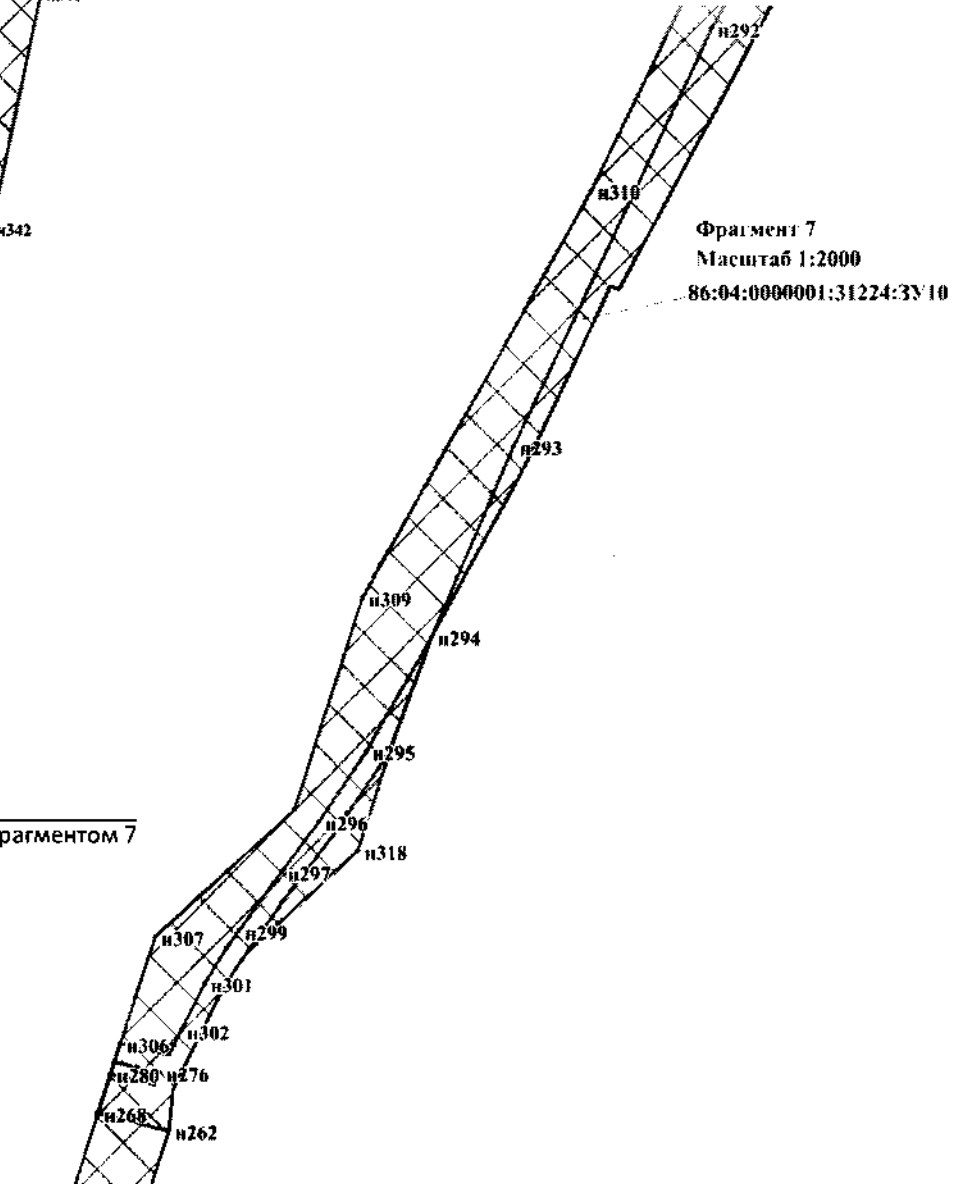 н292
н342
н310
Фрагмент 7
Масштаб 1:2000
86:04:0000001:31224:ЗУ10
н293
н309
н294
н295
н296
рагментом 7
н318
н297
н299
н307
н301
н302
н306
н280 н276
н268
н262